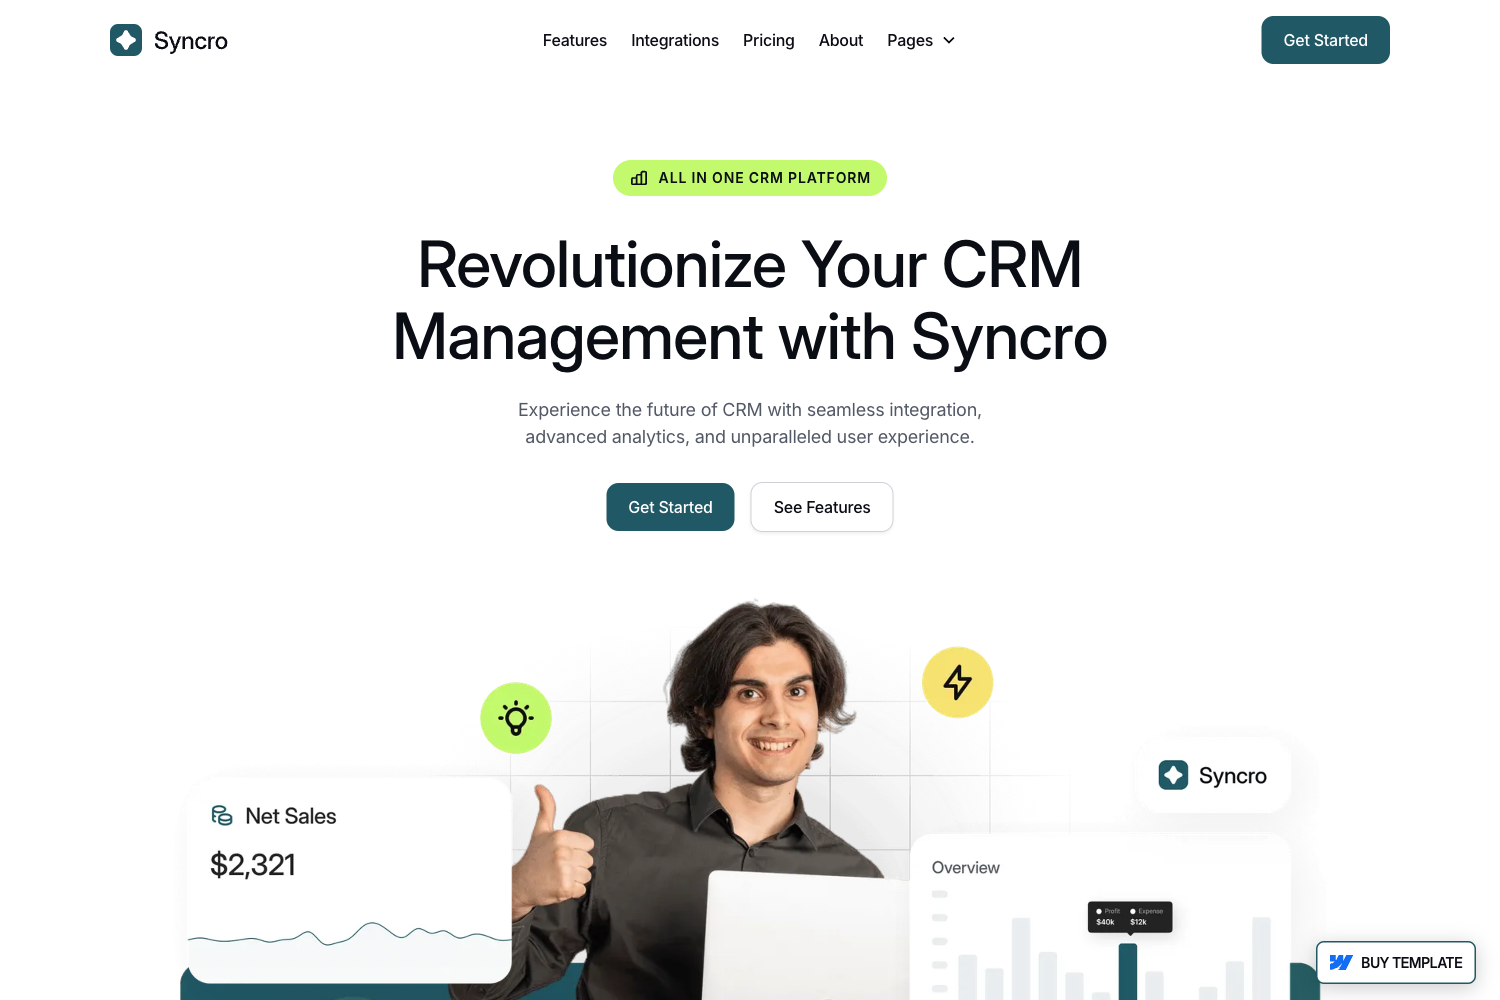 Syncro
Features
Integrations
Pricing
About
Pages
Get Started
ALL IN ONE CRM PLATFORM
Revolutionize Your CRM
Management with Syncro
Experience the future of CRM with seamless integration,
advanced analytics, and unparalleled user experience.
Get Started
See Features
Net Sales
$2,321
Syncro
Overview
Profit
Expense
$40k
$12k
BUY TEMPLATE